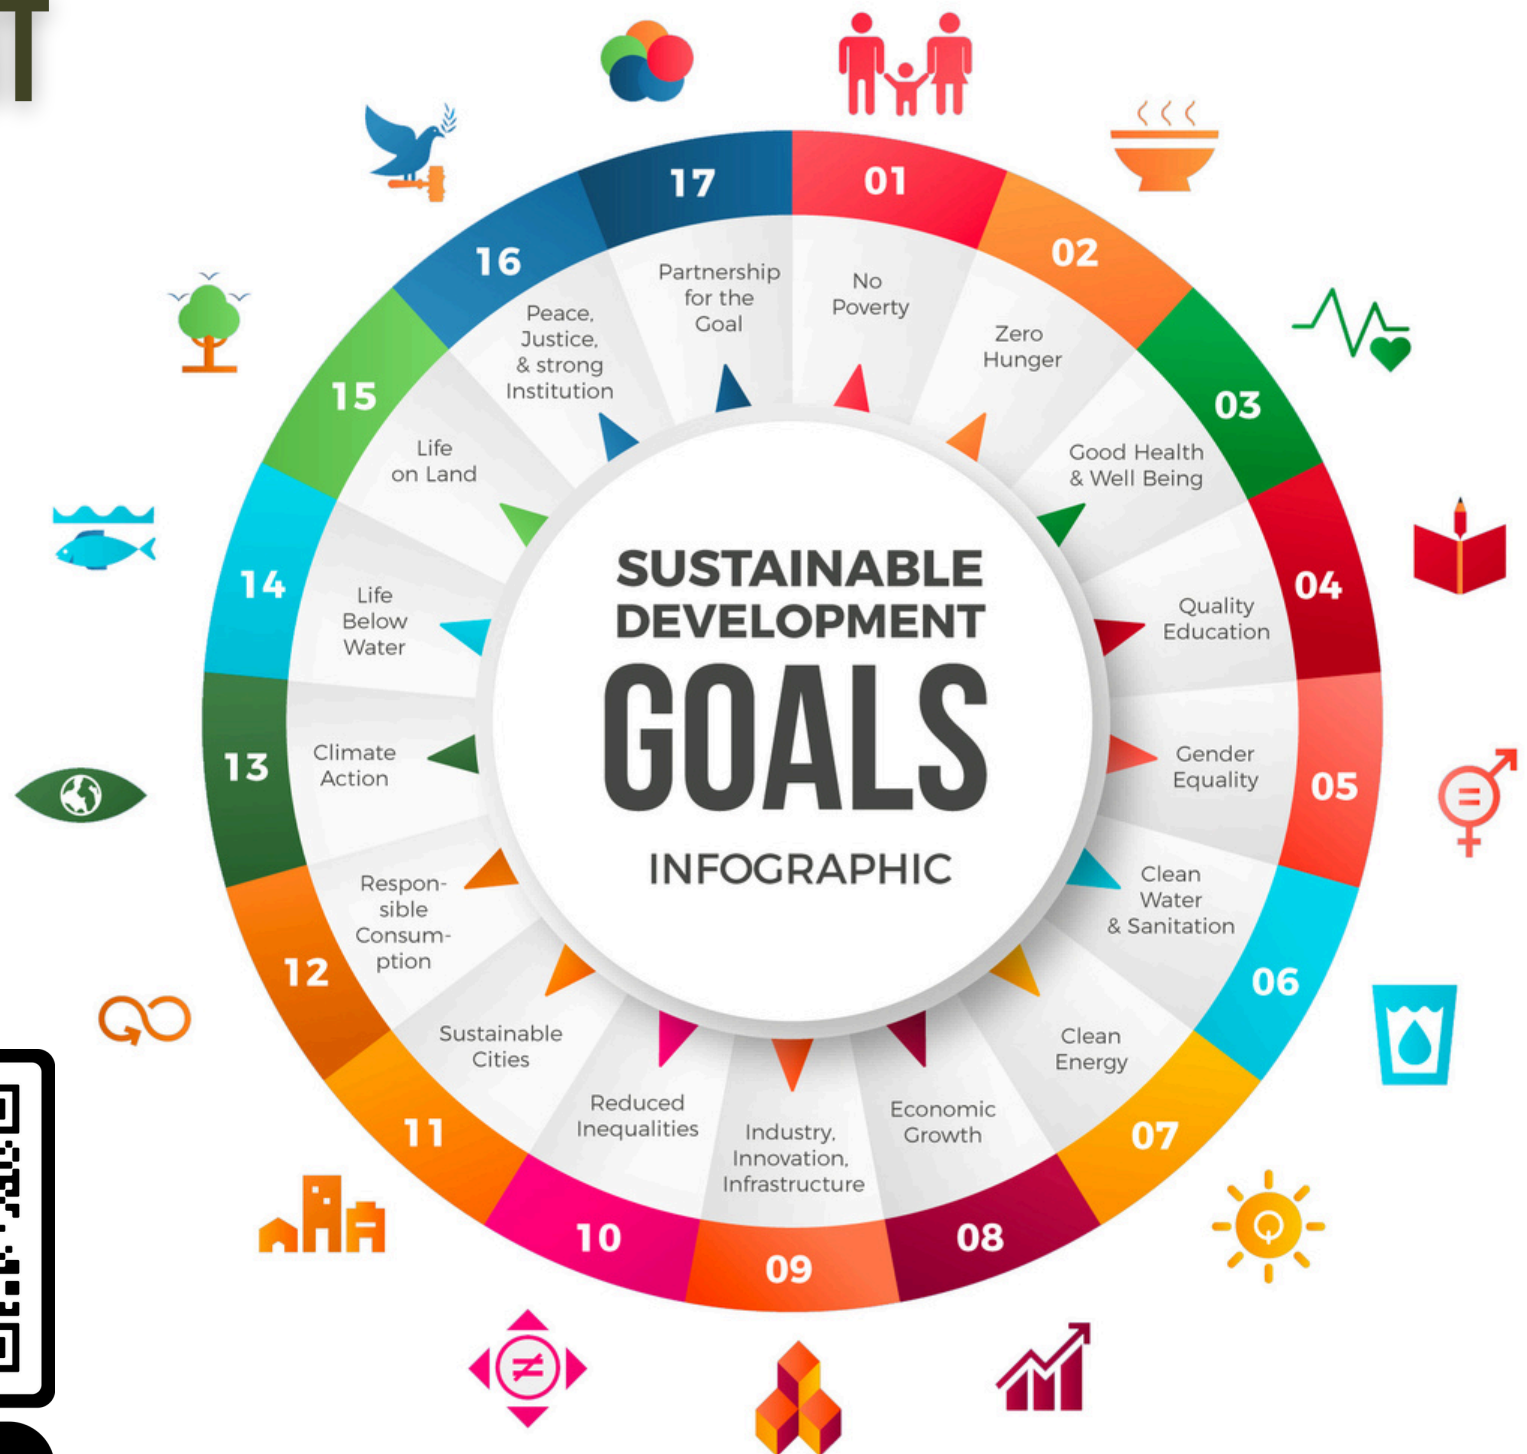 T
SUSTAINABLE
DEVELOPMENT
GOALS
INFOGRAPHIC
01
No
Poverty
02
Zero
Hunger
03
Good Health
& Well Being
04
Quality
Education
05
Gender
Equality
06
Clean
Water
& Sanitation
07
Clean
Energy
08
Economic
Growth
09
Industry,
Innovation,
Infrastructure
10
Reduced
Inequalities
11
Sustainable
Cities
12
Respon-
sible
Consum-
ption
13
Climate
Action
14
Life
Below
Water
15
Life
on Land
16
Peace,
Justice,
& strong
Institution
17
Partnership
for the
Goal